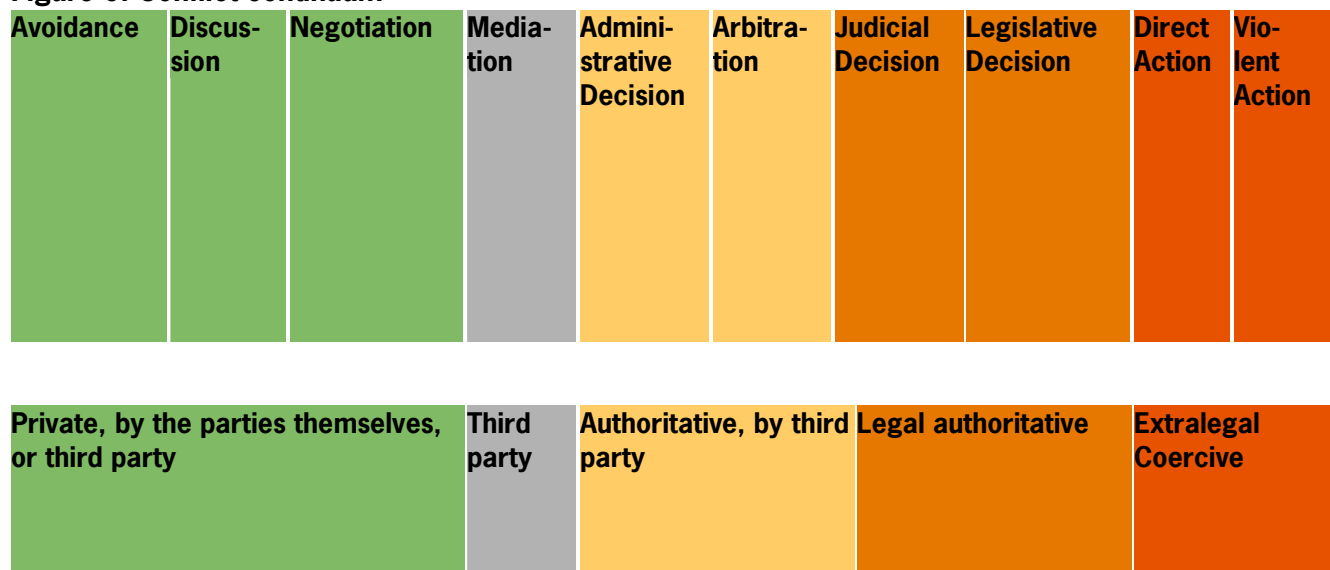 Figure Conflict
Avoidance
Discus-
sion
Negotiation
Media-
tion
Admini-
strative
Decision
Arbitra-
tion
Judicial
Decision
Legislative
Decision
Direct
Action
Vio-
lent
Action
Private, by the parties themselves,
or third party
Third
party
Authoritative, by third
party
Legal authoritative
Extralegal
Coercive